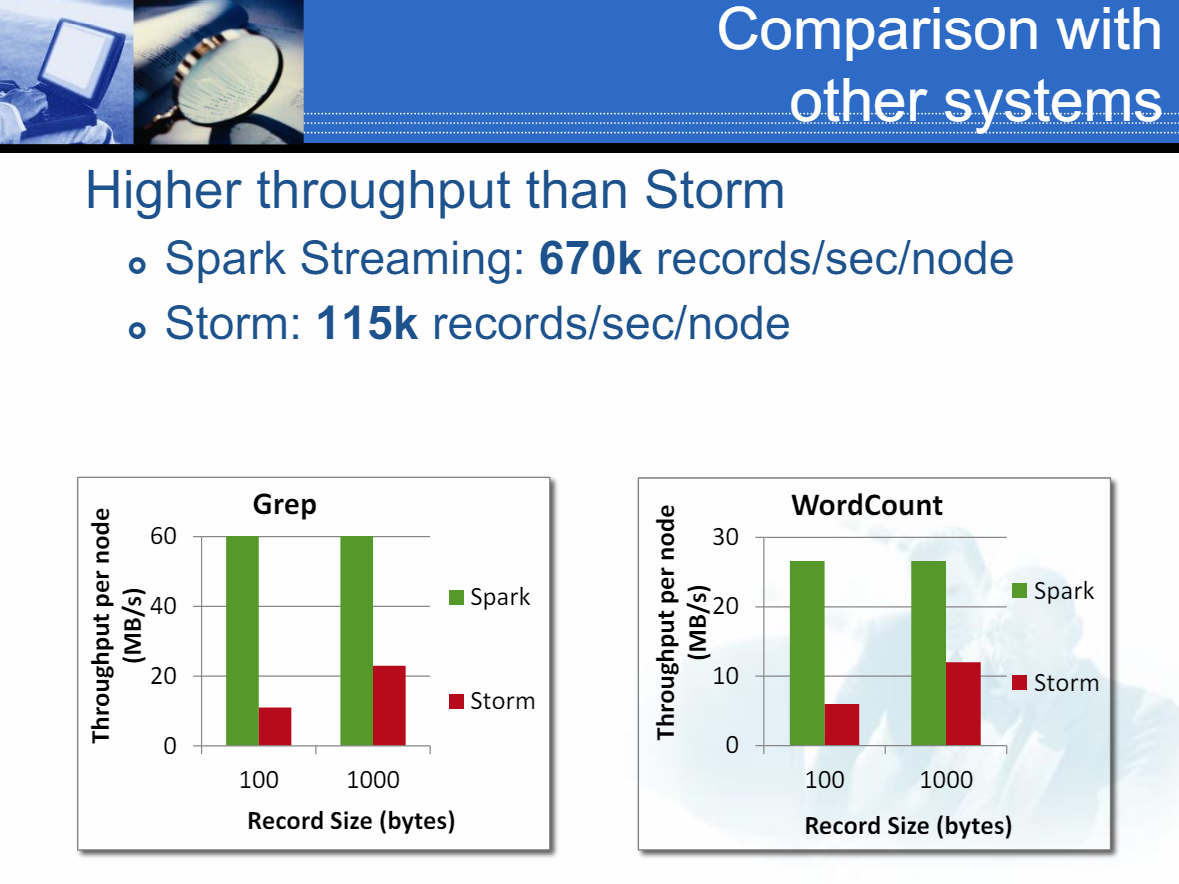 Comparison with
other systems
Higher throughput than Storm
Spark Streaming: 670k records/sec/node
Storm: 115k records/sec/node
Grep
Throughput per node
(MB/s)
60
40
20
0
100 1000
Record Size (bytes)
Spark
Storm
WordCount
Throughput per node
(MB/s)
30
20
10
0
100 1000
Record Size (bytes)
Spark
Storm